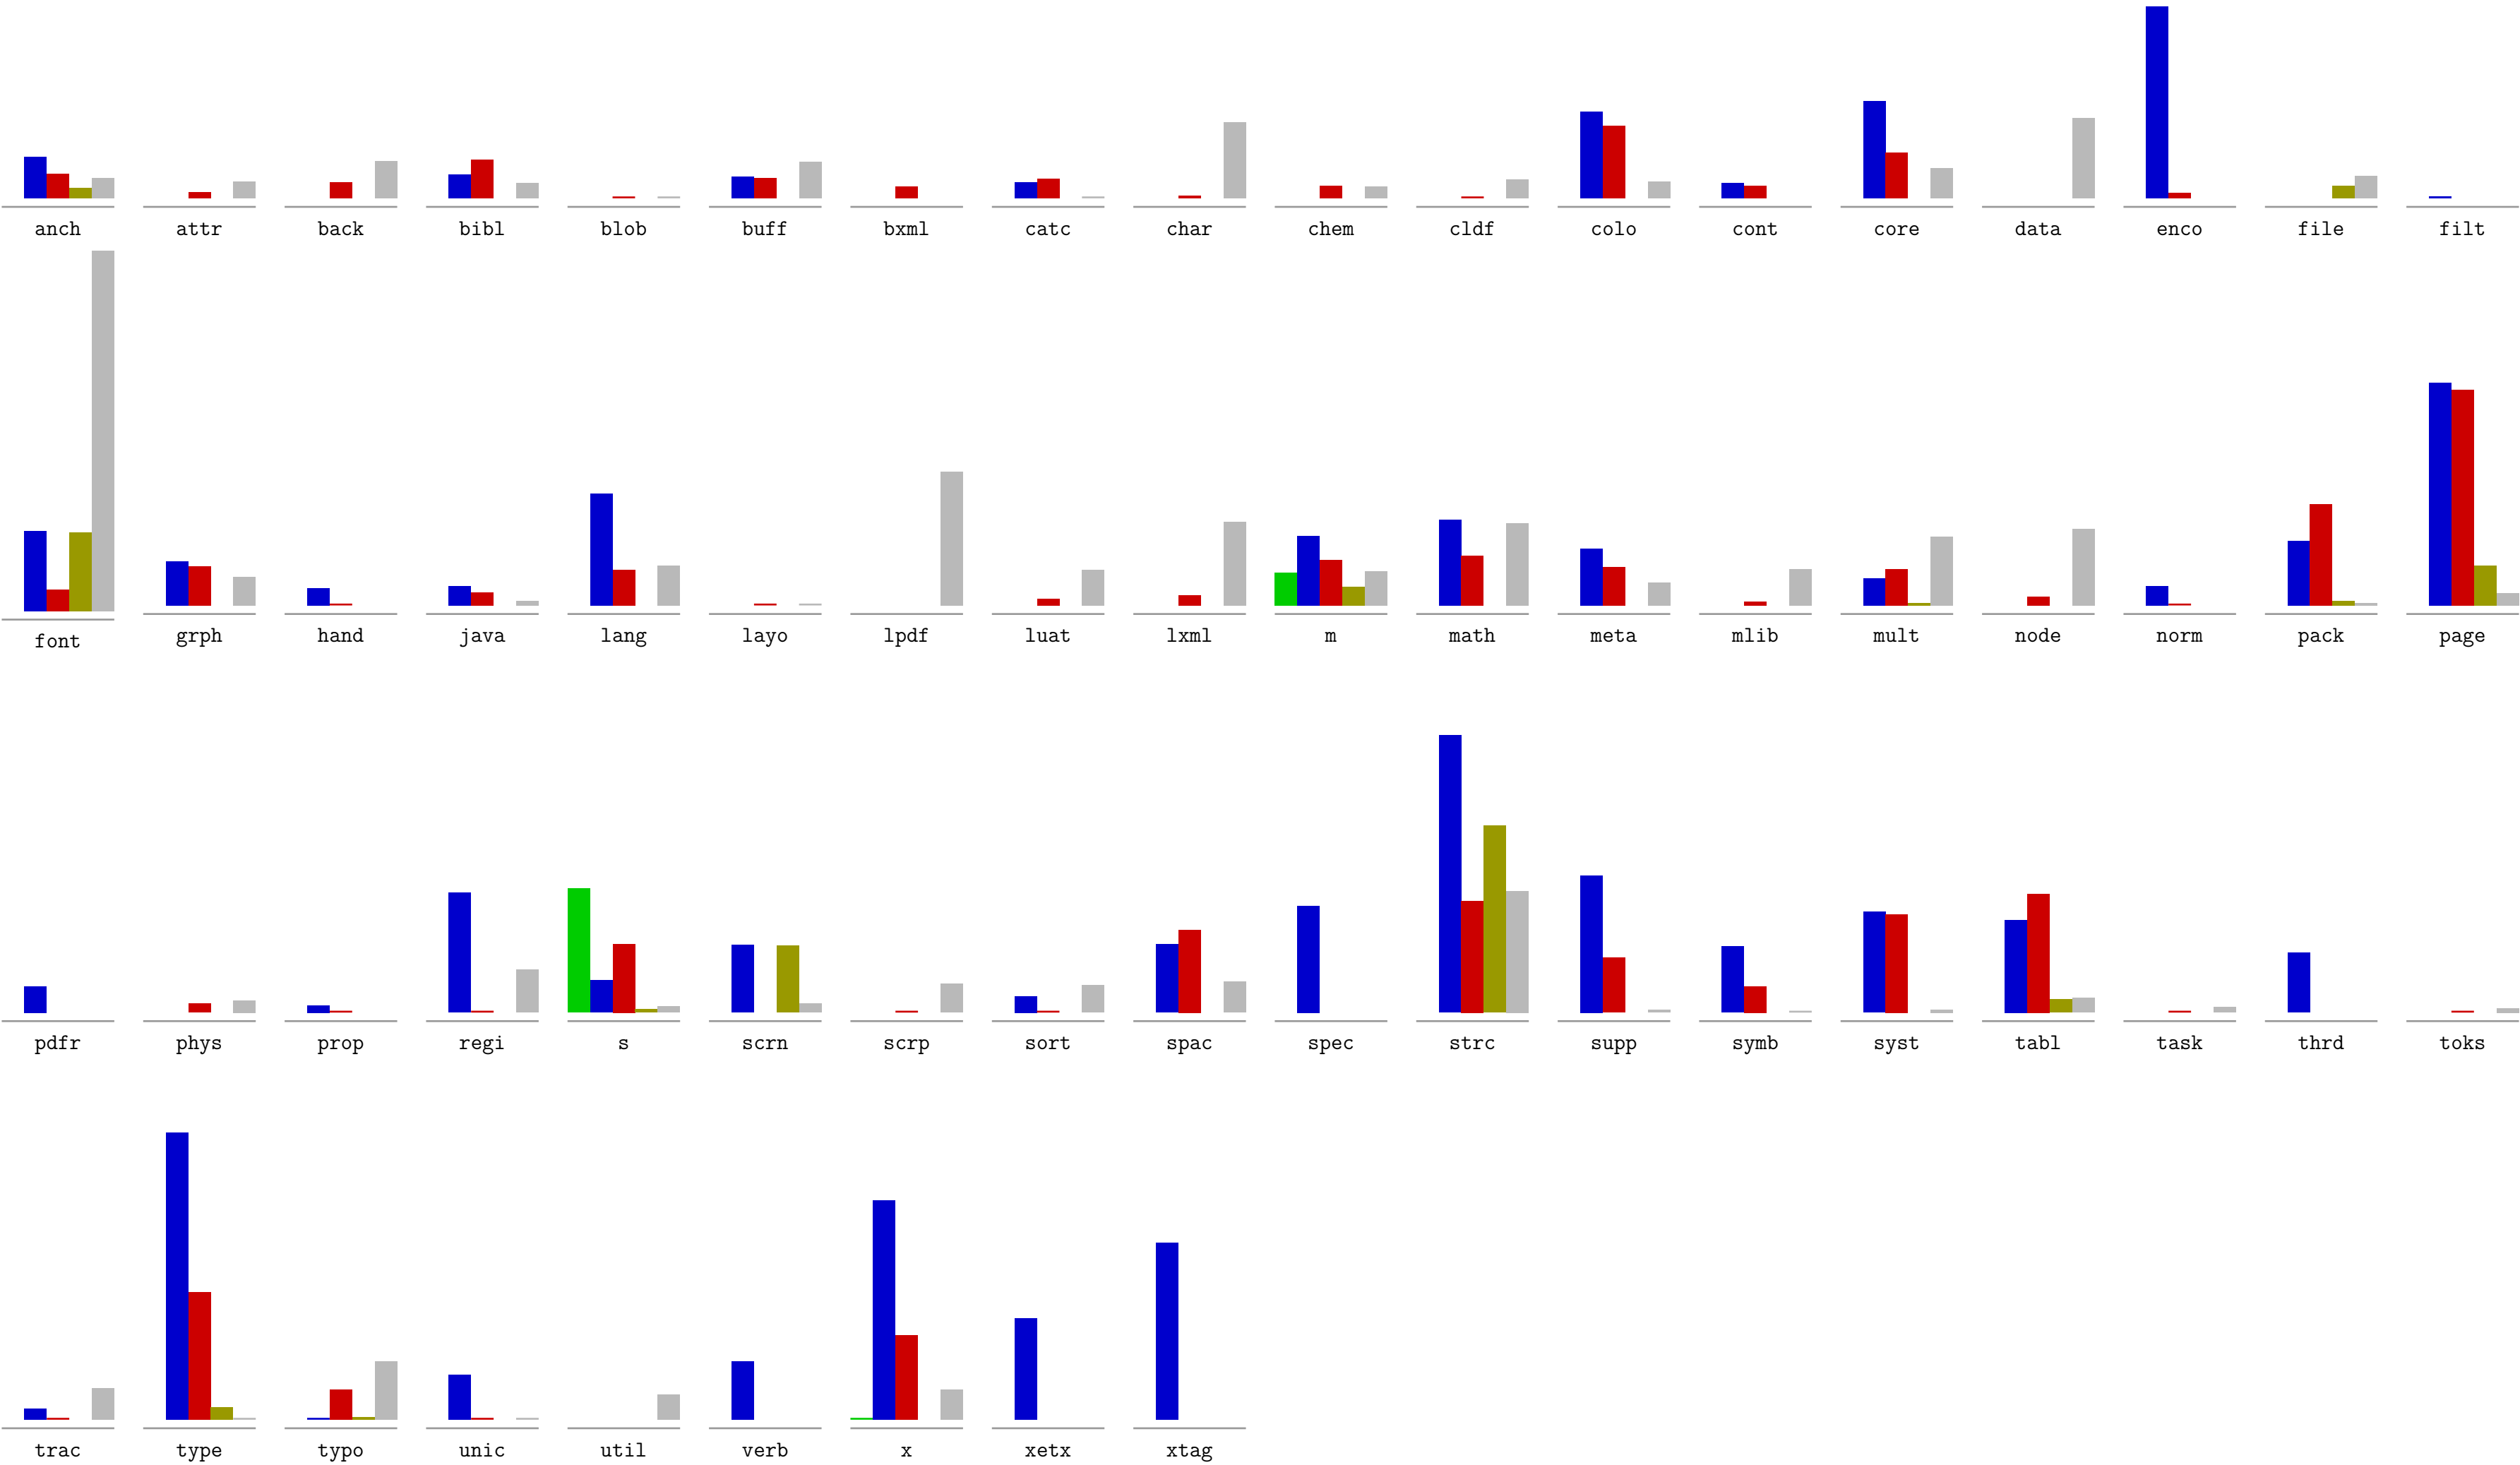 anch attr back bibl blob buff bxml catc char chem cldf colo cont core data enco file filt
font grph hand java lang layo lpdf luat lxml m math meta mlib mult node norm pack page
pdfr phys prop regi s scrn scrp sort spac spec strc supp symb syst tabl task thrd toks
trac type typo unic util verb x xetx xtag